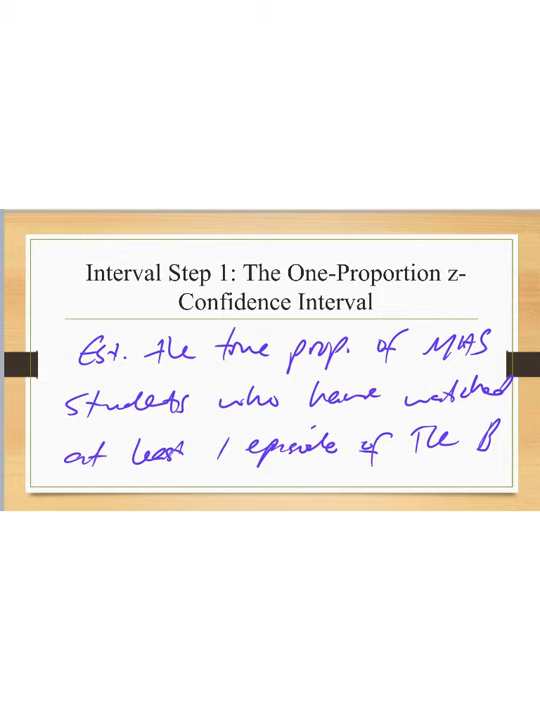 Interval Step 1: The One-Proportion z-
Confidence Interval
Est. the true prop. of MHS
students who have watched
at least 1 episode of The B